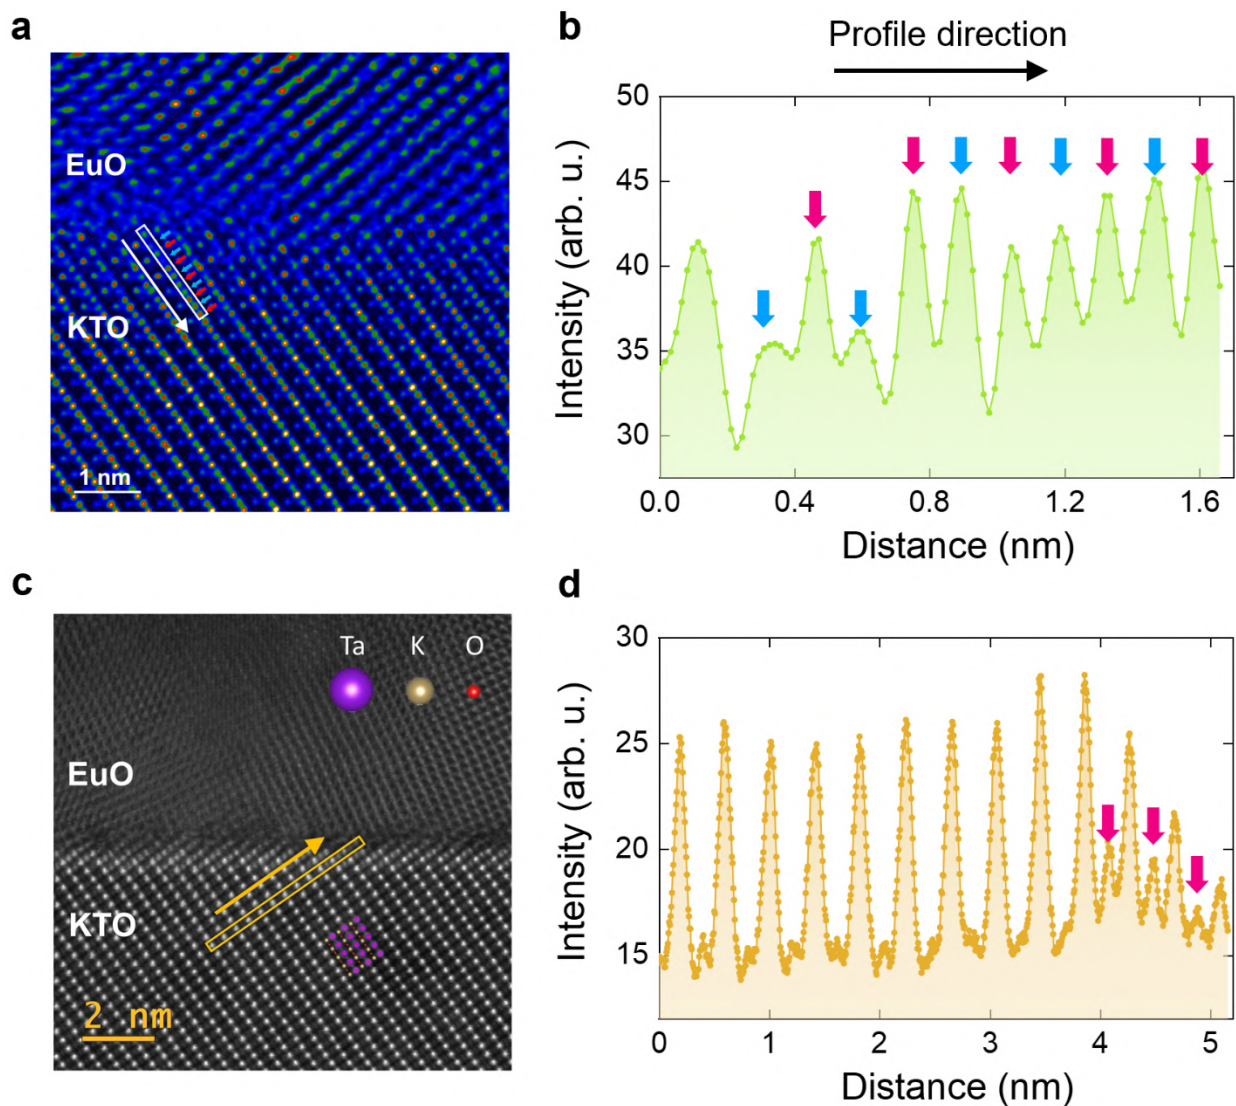 a
EuO
KTO
1 nm
b
Profile direction
Intensity (arb. u.)
50
45
40
35
30
0.0 0.4 0.8 1.2 1.6
Distance (nm)
c
Ta K O
EuO
KTO
2 nm
d
Intensity (arb. u.)
30
25
20
15
0 1 2 3 4 5
Distance (nm)